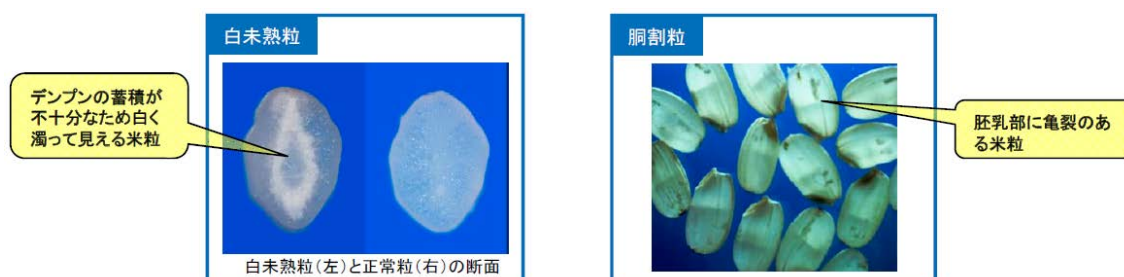 白未熟粒
デンプンの蓄積が
不十分なため白く
濁って見える米粒
白未熟粒(左)と正常粒(右)の断面
胴割粒
胚乳部に亀裂のあ
る米粒